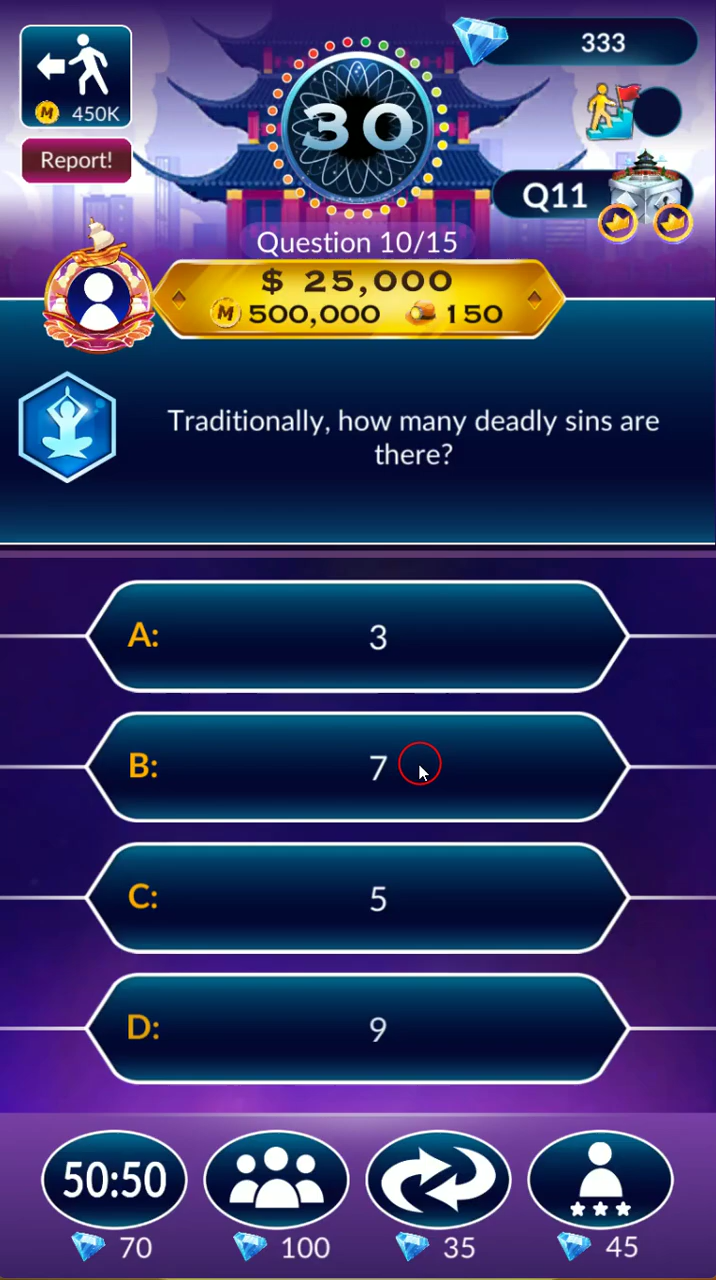 450K
Report!
30
333
Q11
Question 10/15
$ 25,000
M 500,000 150
Traditionally, how many deadly sins are
there?
A: 3
B: 7
C: 5
D: 9
50:50
70
100
35
45